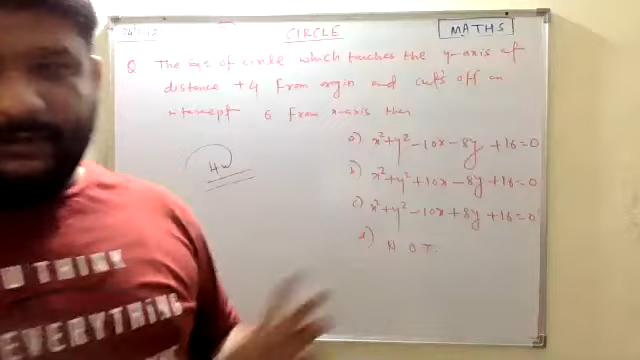 CIRCLE
MATHS
Q The eqn of circle which touches the y-axis at
distance +4 from origin and cuts off an
intercept 6 from x-axis then
a) x²+y²-10x-8y+16=0
b) x²+y²+10x-8y+16=0
c) x²+y²-10x+8y+16=0
d) N O T.
HW
THINK
EVERYTHING